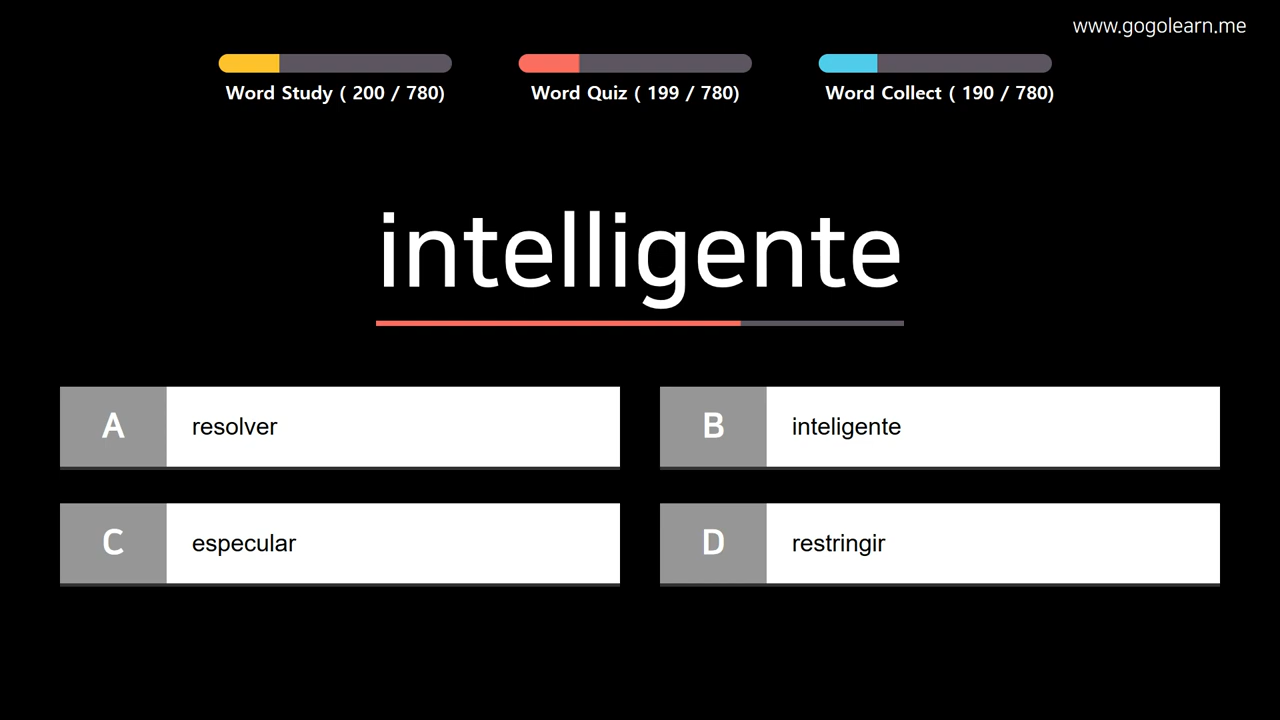 www.gogolearn.me
Word Study ( 200 / 780)
Word Quiz ( 199 / 780)
Word Collect ( 190 / 780)
intelligente
A
resolver
B
inteligente
C
especular
D
restringir